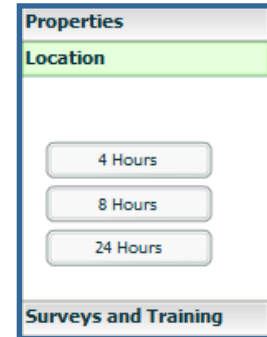 Properties
Location
4 Hours
8 Hours
24 Hours
Surveys and Training